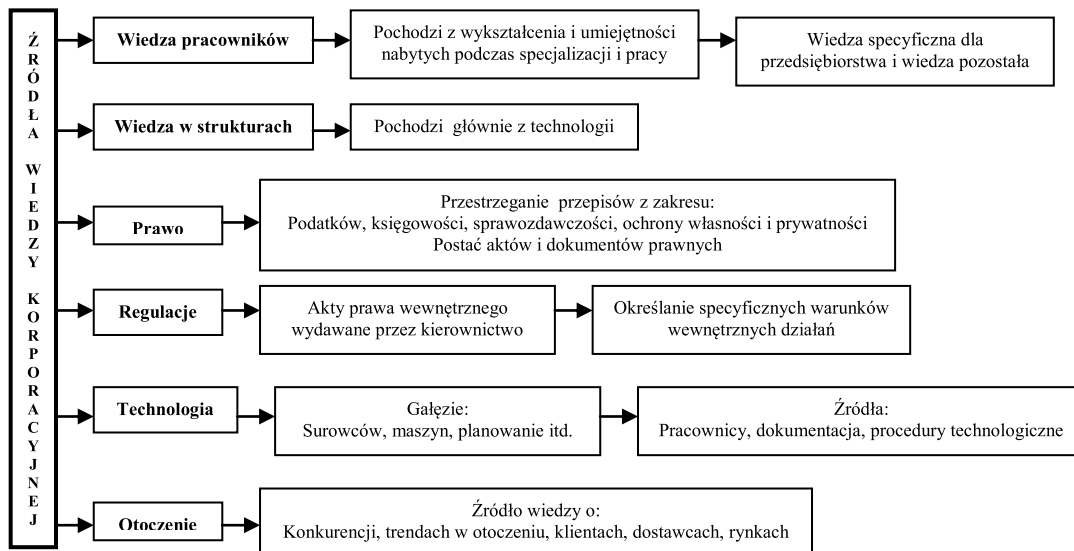 ŹRÓDŁA WIEDZY KORPORACYJNEJ
Wiedza pracowników
Pochodzi z wykształcenia i umiejętności
nabytych podczas specjalizacji i pracy
Wiedza specyficzna dla
przedsiębiorstwa i wiedza pozostała
Wiedza w strukturach
Pochodzi głównie z technologii
Prawo
Przestrzeganie przepisów z zakresu:
Podatków, księgowości, sprawozdawczości, ochrony własności i prywatności
Postać aktów i dokumentów prawnych
Regulacje
Akty prawa wewnętrznego
wydawane przez kierownictwo
Określanie specyficznych warunków
wewnętrznych działań
Technologia
Gałęzie:
Surowców, maszyn, planowanie itd.
Źródła:
Pracownicy, dokumentacja, procedury technologiczne
Otoczenie
Źródło wiedzy o:
Konkurencji, trendach w otoczeniu, klientach, dostawcach, rynkach